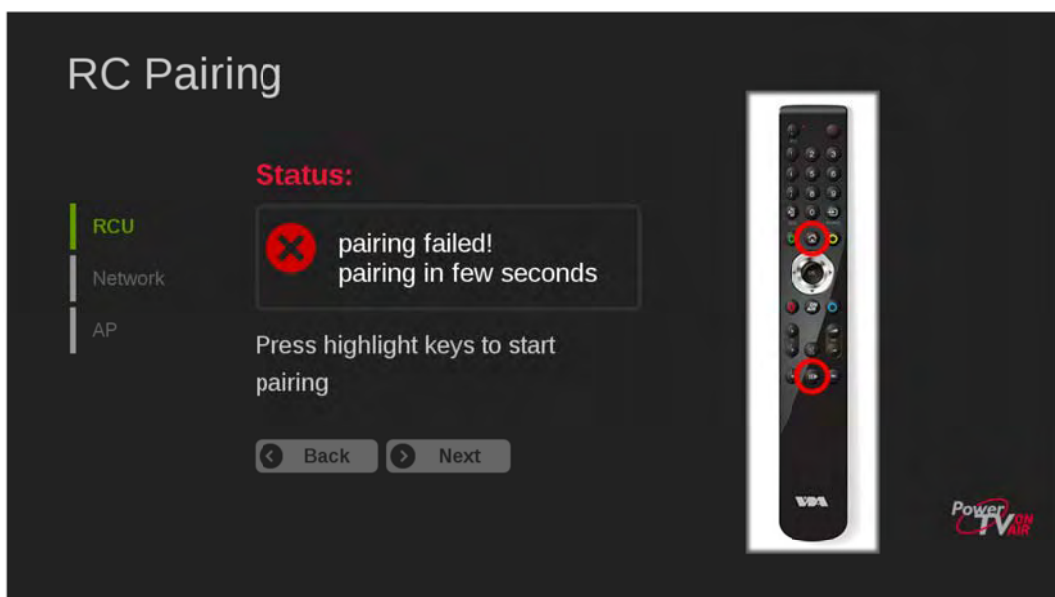 RC Pairing
Status:
RCU
Network
AP
pairing failed!
pairing in few seconds
Press highlight keys to start
pairing
Back
Next
Power
TV ON
AIR